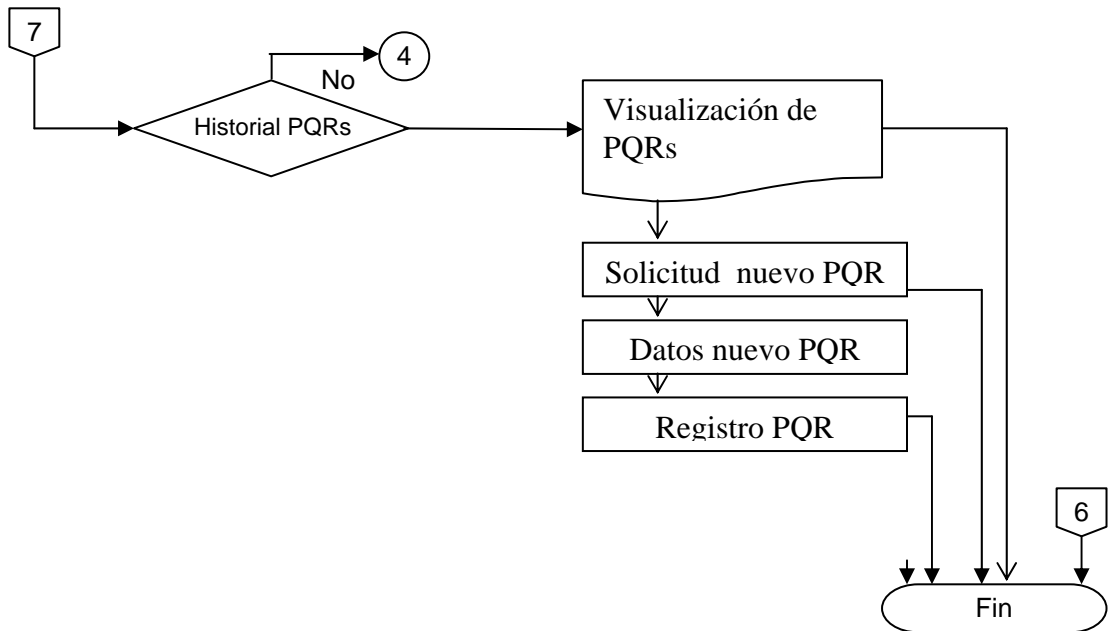 7
4
No
Historial PQRs
Visualización de
PQRs
Solicitud nuevo PQR
Datos nuevo PQR
Registro PQR
6
Fin